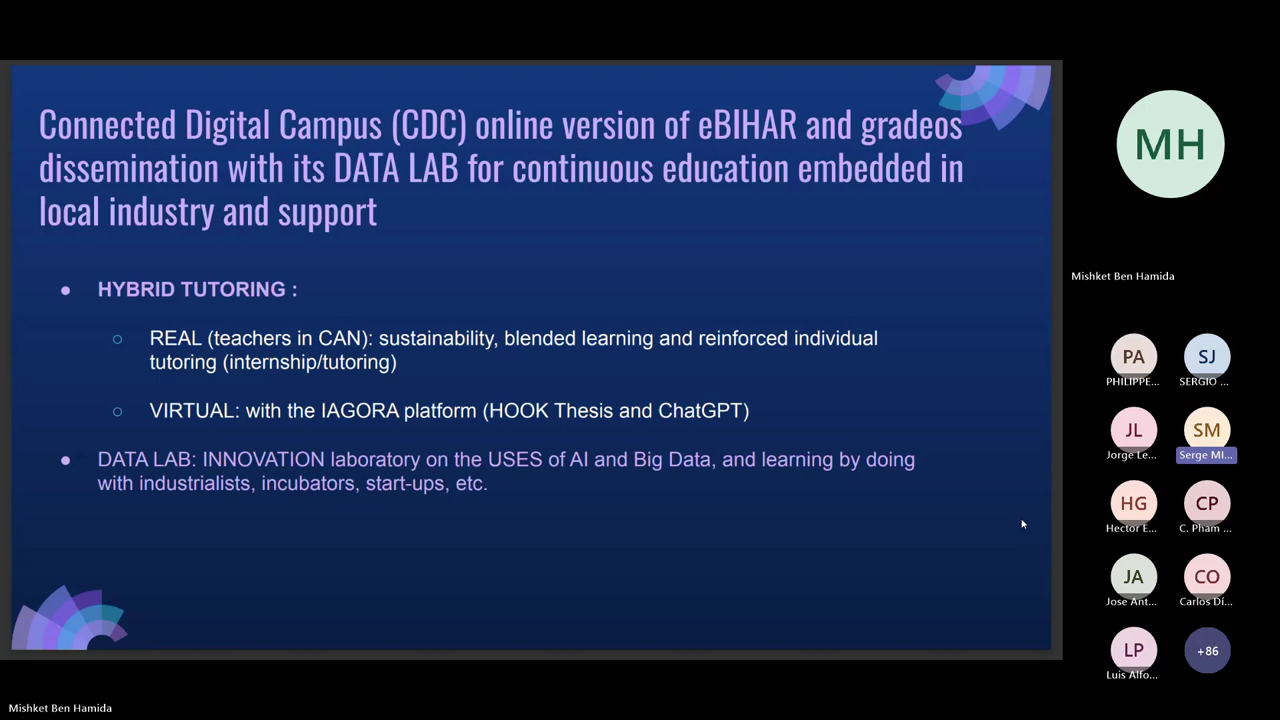 Connected Digital Campus (CDC) online version of eBIHAR and gradeos
dissemination with its DATA LAB for continuous education embedded in
local industry and support
● HYBRID TUTORING :
○ REAL (teachers in CAN): sustainability, blended learning and reinforced individual
tutoring (internship/tutoring)
○ VIRTUAL: with the IAGORA platform (HOOK Thesis and ChatGPT)
● DATA LAB: INNOVATION laboratory on the USES of AI and Big Data, and learning by doing
with industrialists, incubators, start-ups, etc.
MH
Mishket Ben Hamida
PA
SJ
PHILIPPE...
SERGIO ...
JL
SM
Jorge Le...
Serge MI...
HG
CP
Hector E...
C. Pham ...
JA
CO
Jose Ant...
Carlos Dí...
LP
+86
Luis Alfo...
Mishket Ben Hamida